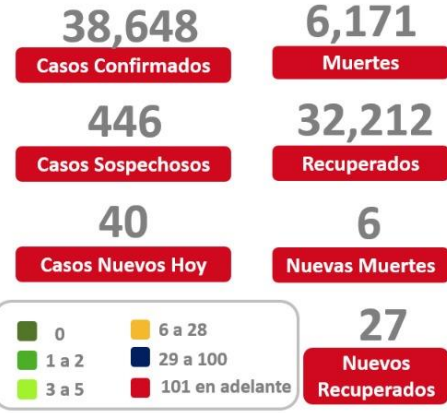 38,648
Casos Confirmados
6,171
Muertes
446
Casos Sospechosos
32,212
Recuperados
40
Casos Nuevos Hoy
6
Nuevas Muertes
0
1 a 2
3 a 5
6 a 28
29 a 100
101 en adelante
27
Nuevos
Recuperados